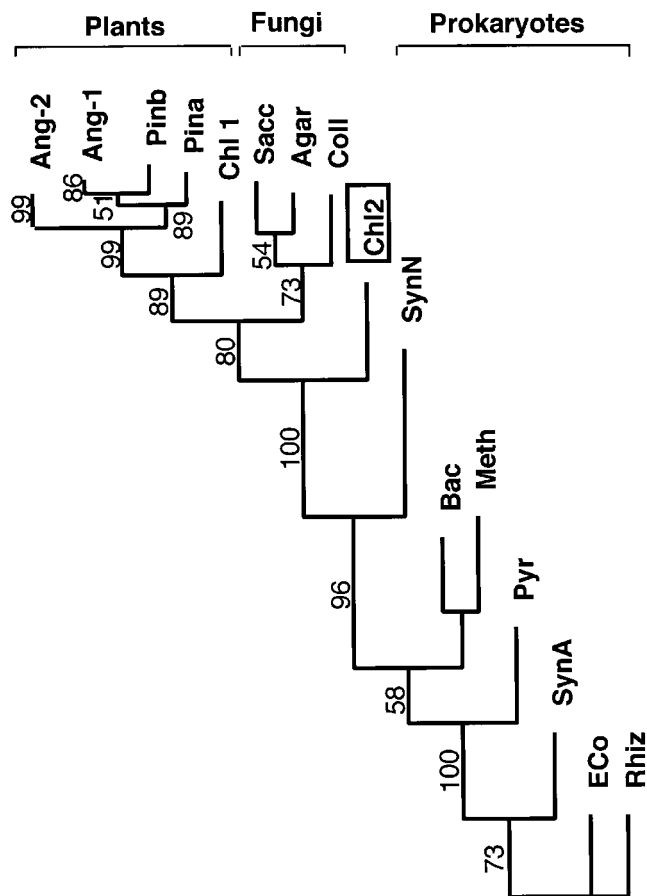 Plants
Fungi
Prokaryotes
Ang-2
Ang-1
Pinb
Pina
Chl 1
Sacc
Agar
Coll
Chl2
SynN
Bac
Meth
Pyr
SynA
ECo
Rhiz
99
86
51
89
99
89
54
73
80
100
96
58
100
73